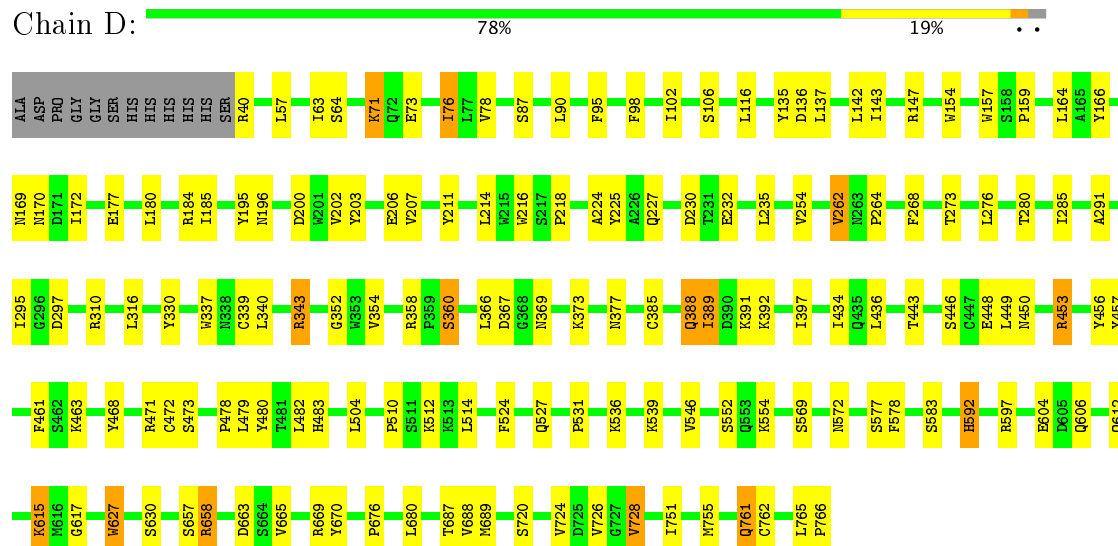 Chain D: 78% 19% . .
ALA ASP PRO GLY GLY SER HIS HIS HIS HIS HIS SER R40 L57 I63 S64 K71 Q72 E73 I76 L77 V78 S87 L90 F95 F98 I102 S106 L116 Y135 D136 L137 L142 I143 R147 W154 W157 S158 P159 L164 A165 Y166
N169 N170 D171 I172 E177 L180 R184 I185 Y195 N196 D200 W201 V202 Y203 E206 V207 Y211 L214 W215 W216 S217 P218 A224 Y225 A226 Q227 D230 T231 E232 L235 V254 V262 N263 P264 F268 T273 L276 T280 I285 A291
I295 G296 D297 R310 L316 Y330 W337 N338 C339 L340 R343 G352 W353 V354 R358 P359 S360 L366 D367 G368 N369 K373 N377 C385 Q388 I389 D390 K391 K392 I397 I434 Q435 L436 T443 S446 C447 E448 L449 N450 R453 Y456 Y457
F461 S462 K463 Y468 R471 C472 S473 P478 L479 Y480 T481 L482 H483 L504 P510 S511 K512 K513 L514 F524 Q527 P531 K536 K539 V546 S552 Q553 K554 S569 N572 S577 F578 S583 H592 R597 E604 D605 Q606
K615 M616 G617 W627 S630 S657 R658 D663 S664 V665 R669 Y670 P676 L680 T687 V688 M689 S720 V724 D725 V726 G727 V728 I751 M755 Q761 C762 L765 P766